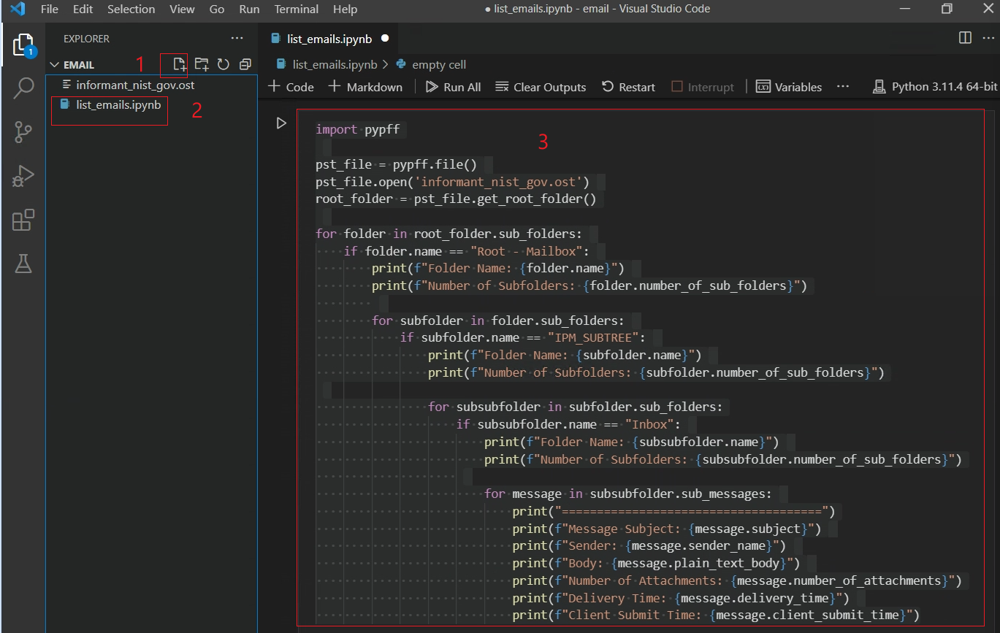 File Edit Selection View Go Run Terminal Help ● list_emails.ipynb - email - Visual Studio Code
EXPLORER ···
list_emails.ipynb ●
1
EMAIL 1
list_emails.ipynb > empty cell
informant_nist_gov.ost
+ Code + Markdown Run All Clear Outputs Restart Interrupt Variables ··· Python 3.11.4 64-bit
list_emails.ipynb 2
3
import pypff
pst_file = pypff.file()
pst_file.open('informant_nist_gov.ost')
root_folder = pst_file.get_root_folder()
for folder in root_folder.sub_folders:
    if folder.name == "Root - Mailbox":
        print(f"Folder Name: {folder.name}")
        print(f"Number of Subfolders: {folder.number_of_sub_folders}")
        for subfolder in folder.sub_folders:
            if subfolder.name == "IPM_SUBTREE":
                print(f"Folder Name: {subfolder.name}")
                print(f"Number of Subfolders: {subfolder.number_of_sub_folders}")
                for subsubfolder in subfolder.sub_folders:
                    if subsubfolder.name == "Inbox":
                        print(f"Folder Name: {subsubfolder.name}")
                        print(f"Number of Subfolders: {subsubfolder.number_of_sub_folders}")
                        for message in subsubfolder.sub_messages:
                            print("=====================================")
                            print(f"Message Subject: {message.subject}")
                            print(f"Sender: {message.sender_name}")
                            print(f"Body: {message.plain_text_body}")
                            print(f"Number of Attachments: {message.number_of_attachments}")
                            print(f"Delivery Time: {message.delivery_time}")
                            print(f"Client Submit Time: {message.client_submit_time}")